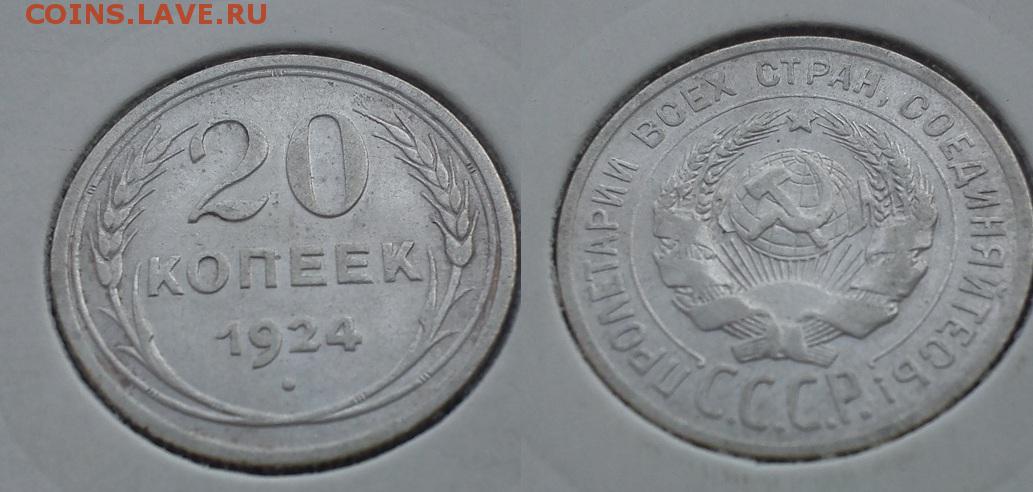 COINS.LAVE.RU
20
КОПЕЕК
1924
ПРОЛЕТАРИИ ВСЕХ СТРАН, СОЕДИНЯЙТЕСЬ!
С.С.С.Р.